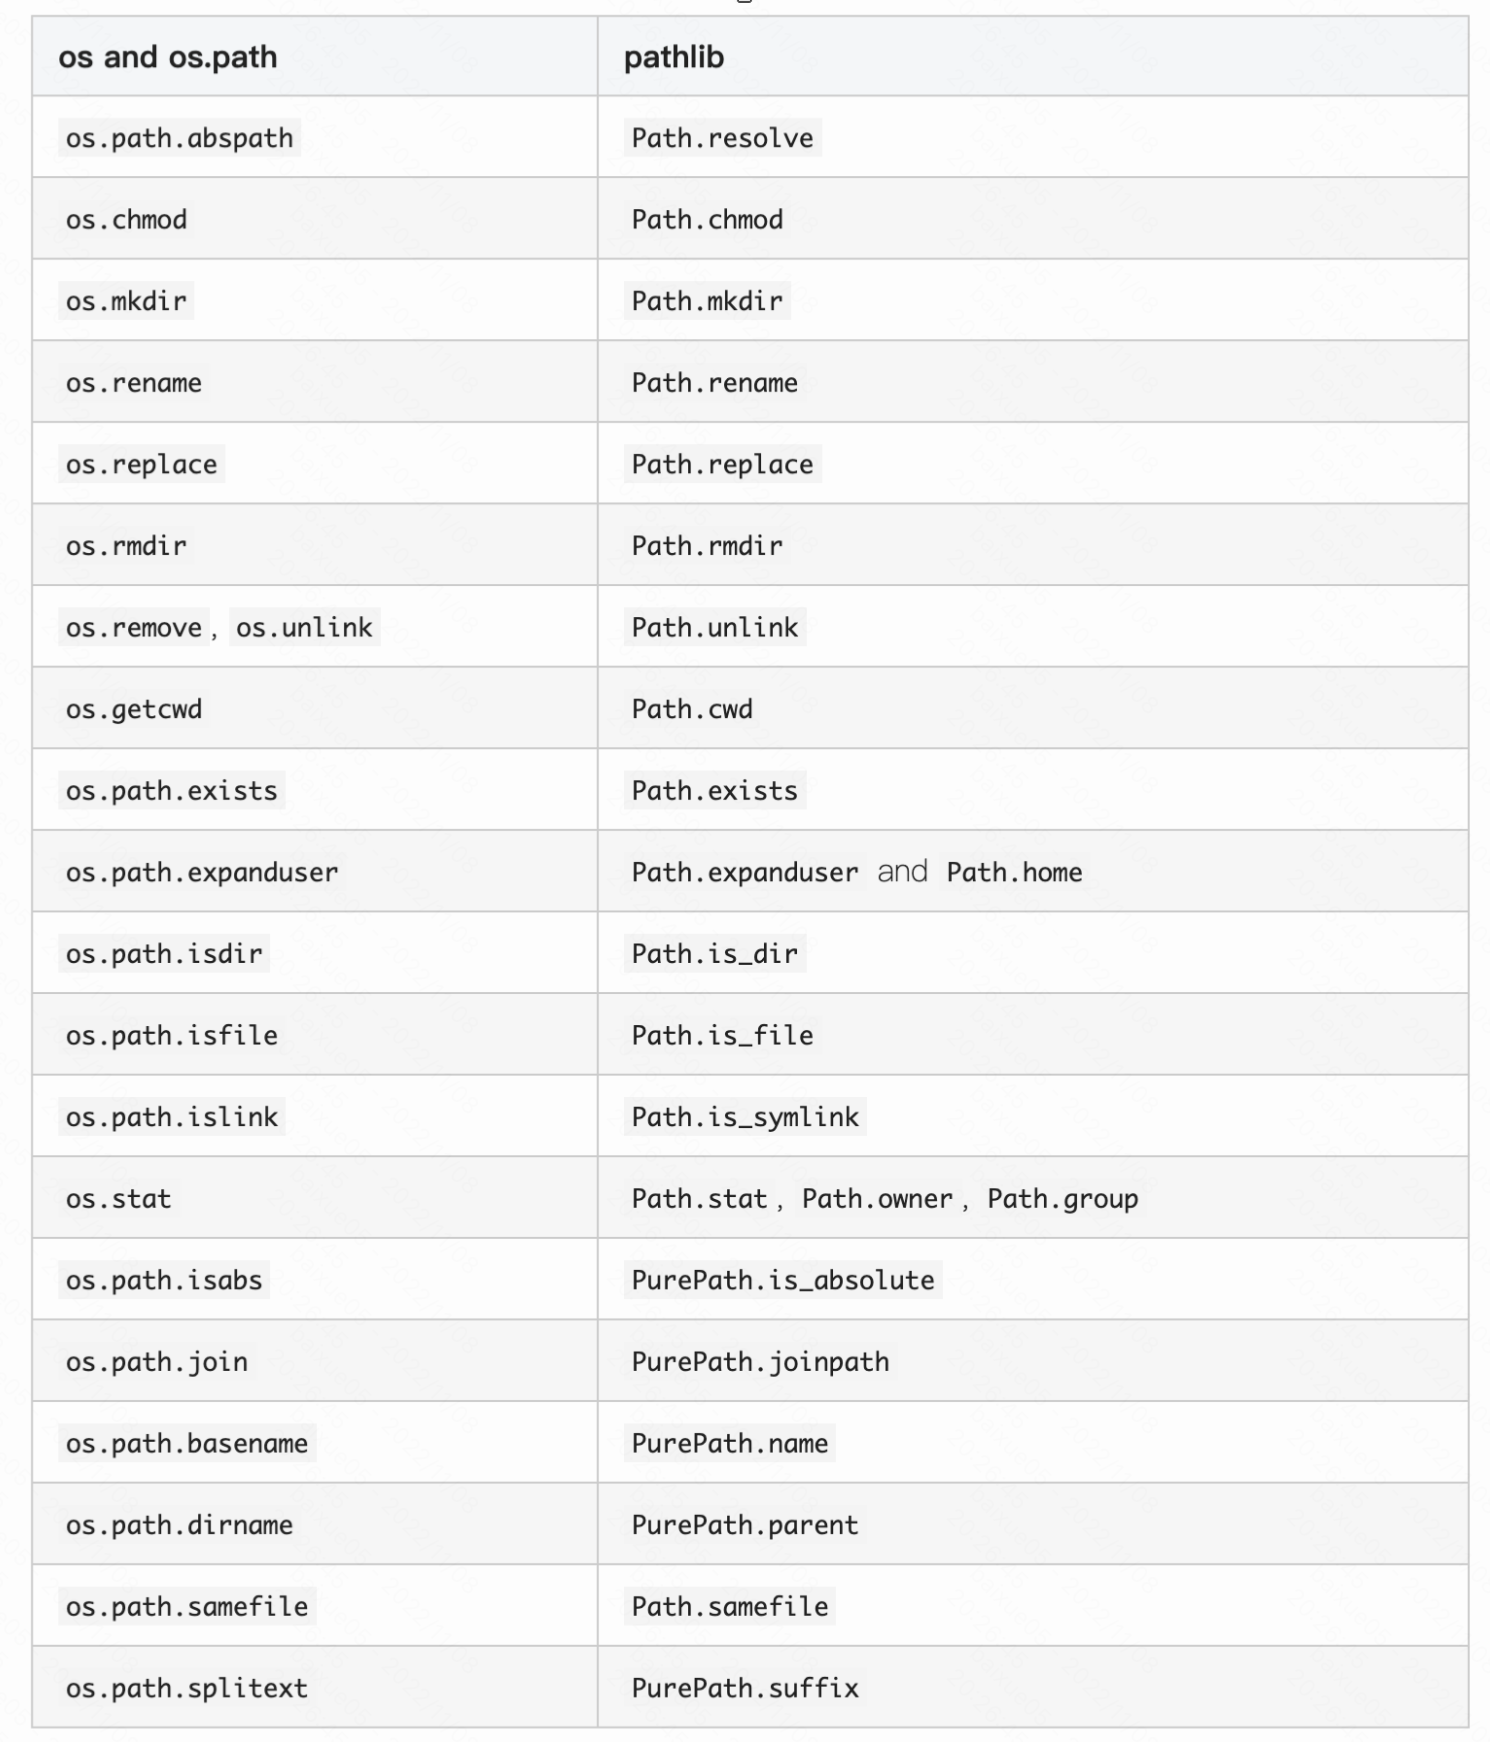 os and os.path pathlib
os.path.abspath Path.resolve
os.chmod Path.chmod
os.mkdir Path.mkdir
os.rename Path.rename
os.replace Path.replace
os.rmdir Path.rmdir
os.remove, os.unlink Path.unlink
os.getcwd Path.cwd
os.path.exists Path.exists
os.path.expanduser Path.expanduser and Path.home
os.path.isdir Path.is_dir
os.path.isfile Path.is_file
os.path.islink Path.is_symlink
os.stat Path.stat, Path.owner, Path.group
os.path.isabs PurePath.is_absolute
os.path.join PurePath.joinpath
os.path.basename PurePath.name
os.path.dirname PurePath.parent
os.path.samefile Path.samefile
os.path.splitext PurePath.suffix